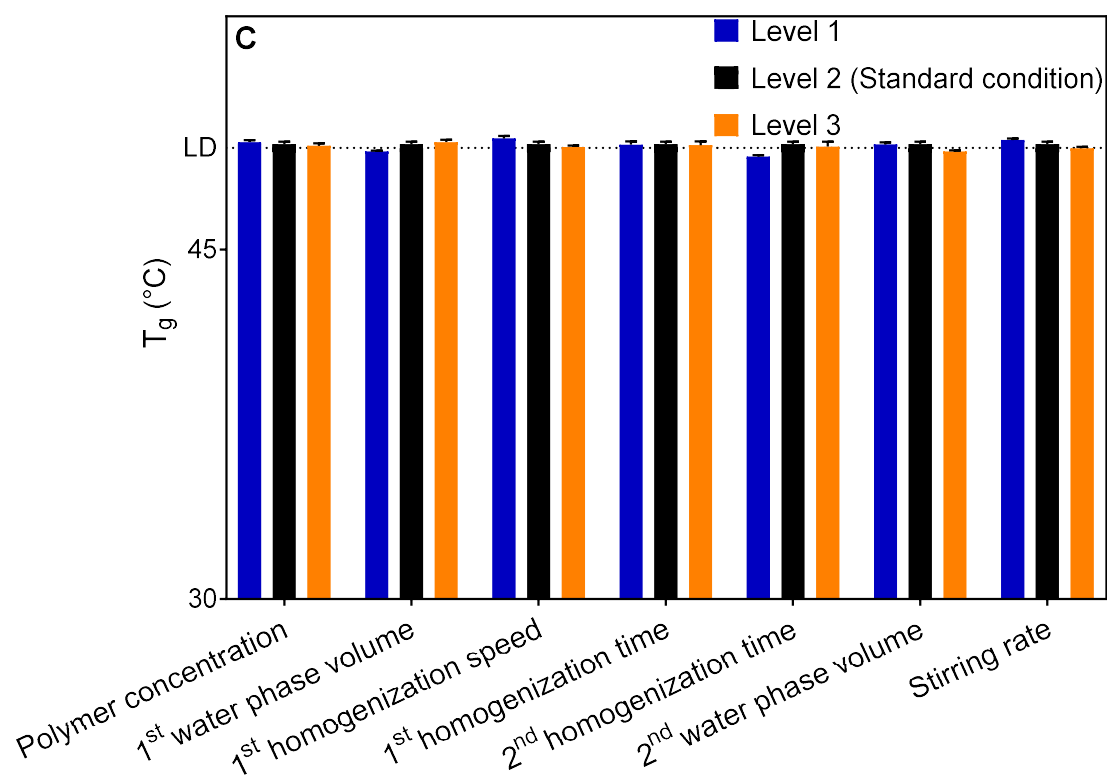 C
Level 1
Level 2 (Standard condition)
Level 3
LD
45
30
Tg (°C)
Polymer concentration
1st water phase volume
1st homogenization speed
1st homogenization time
2nd homogenization time
2nd water phase volume
Stirring rate